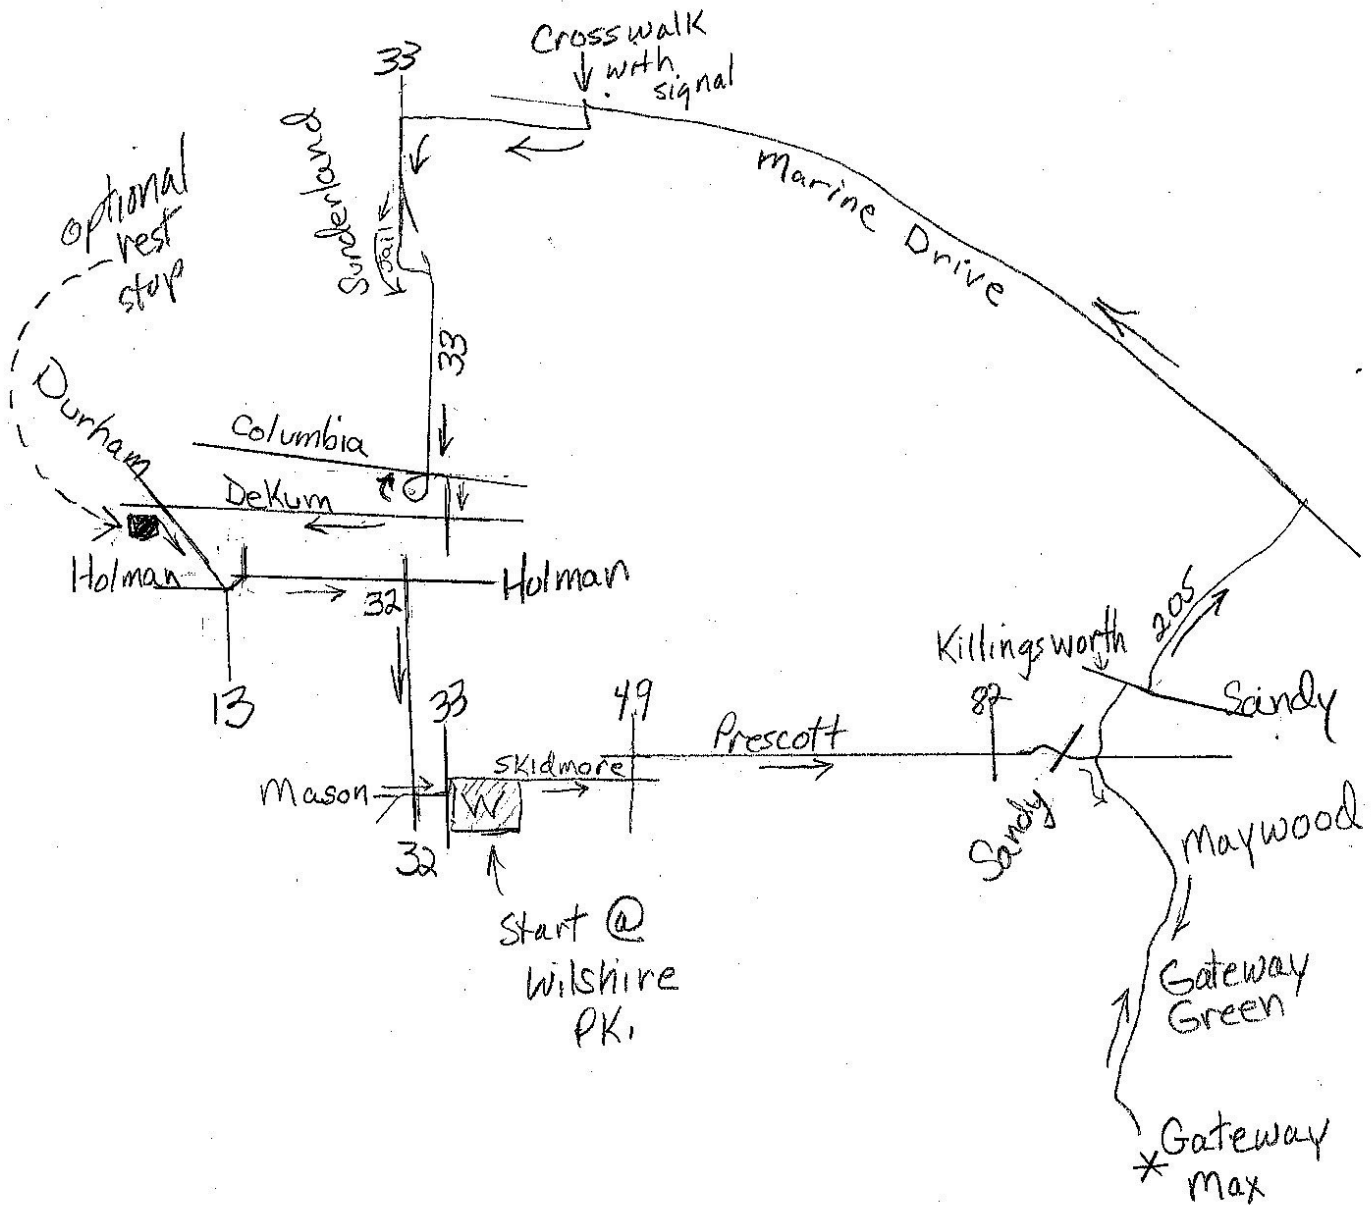 33
Crosswalk
with
signal
Sunderland
Jail
Marine Drive
optional
rest
stop
33
Durham
Columbia
DeKum
Holman
Holman
32
13
205
Killingsworth
Sandy
33
49
82
Prescott
Skidmore
Mason
W
32
Sandy
Maywood
Start @
Wilshire
PK.
Gateway
Green
Gateway
Max